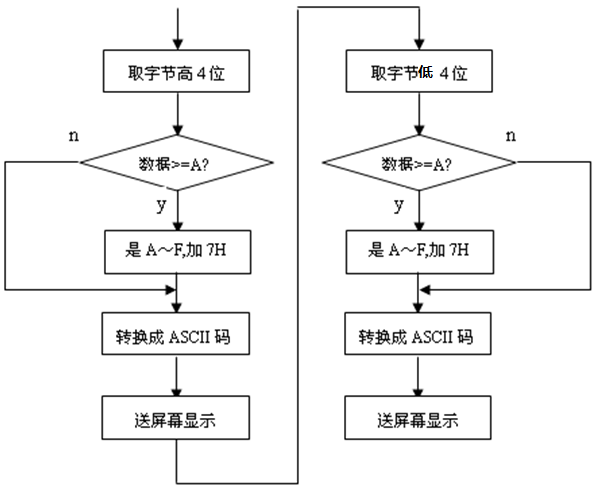 取字节高4位
n
数据>=A?
y
是 A~F,加 7H
转换成 ASCII 码
送屏幕显示
取字节低 4位
n
数据>=A?
y
是 A~F,加 7H
转换成 ASCII 码
送屏幕显示